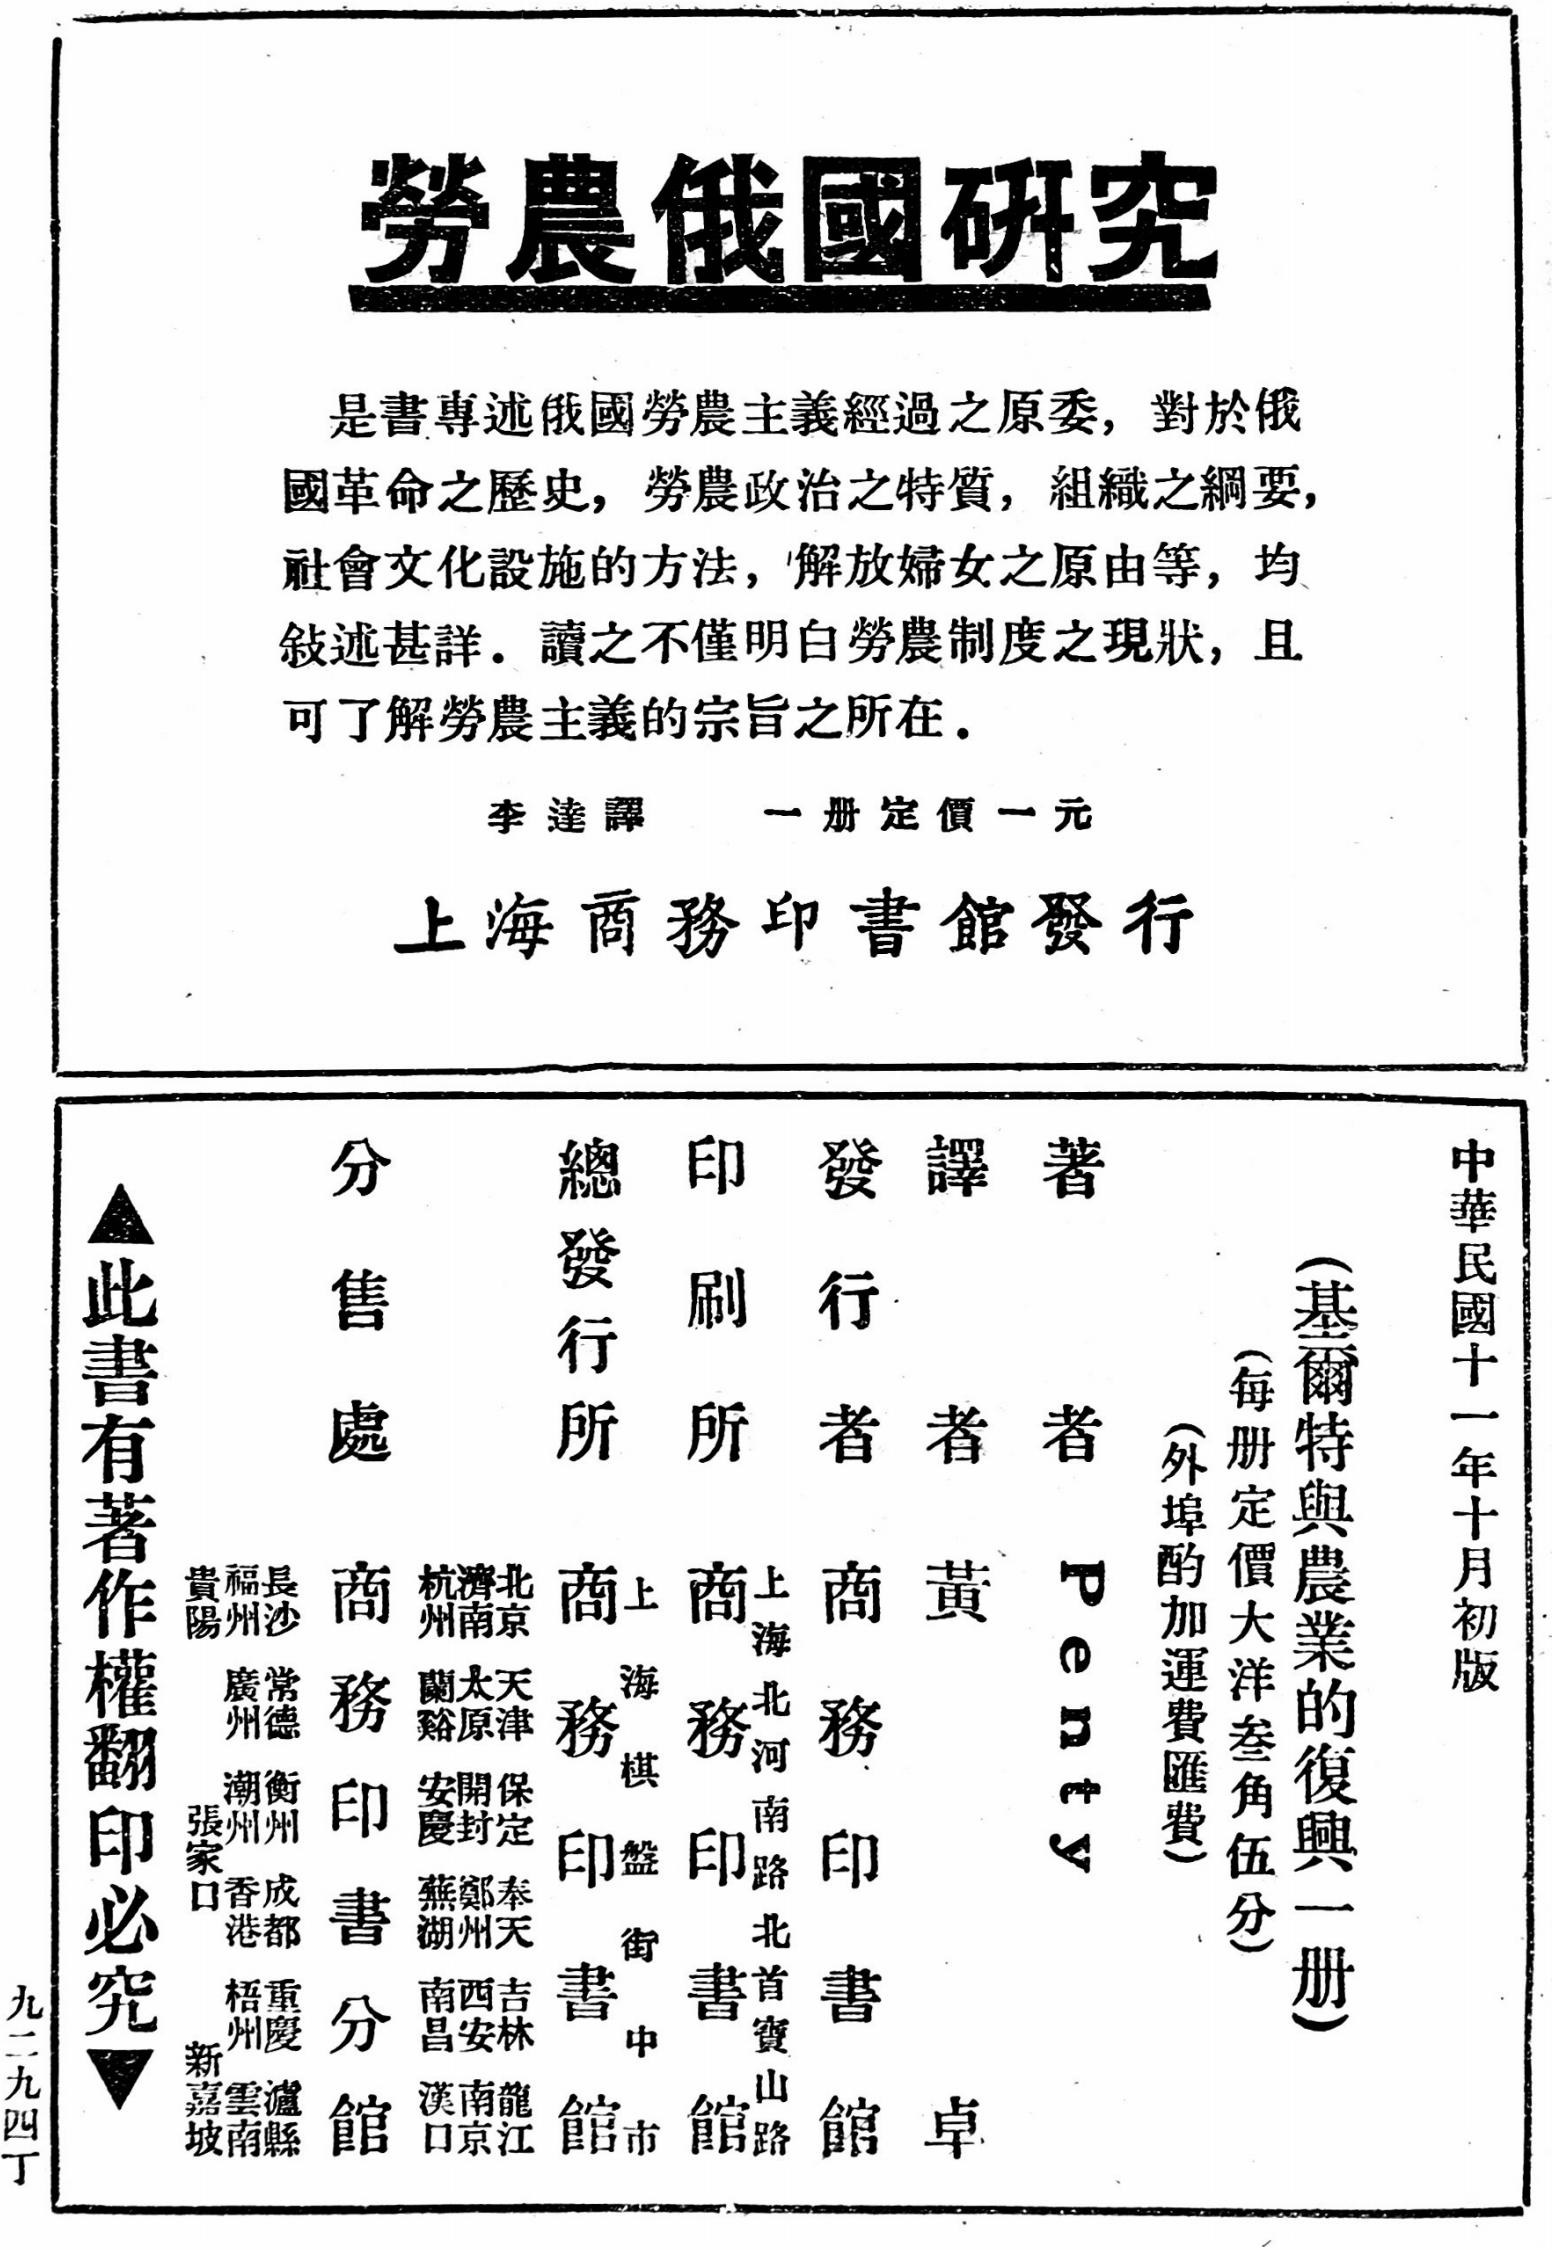 勞農俄國研究
是書專述俄國勞農主義經過之原委，對於俄
國革命之歷史，勞農政治之特質，組織之綱要，
社會文化設施的方法，解放婦女之原由等，均
敍述甚詳．讀之不僅明白勞農制度之現狀，且
可了解勞農主義的宗旨之所在．
李達譯　一册定價一元
上海商務印書館發行
中華民國十一年十月初版
(基爾特與農業的復興一册)
(每册定價大洋叁角伍分)
(外埠酌加運費匯費)
著者　Penty
譯者　黃卓
發行者　商務印書館
印刷所　上海北河南路北首寶山路
商務印書館
總發行所　上海棋盤街中市
商務印書館
分售處　北京　天津　保定　奉天　吉林　龍江
濟南　太原　開封　鄭州　西安　南京
杭州　蘭谿　安慶　蕪湖　南昌　漢口
商務印書分館
長沙　常德　衡州　成都　重慶　瀘縣
福州　廣州　潮州　香港　梧州　雲南
貴陽　張家口　新嘉坡
▲此書有著作權翻印必究▼
九二九四丁